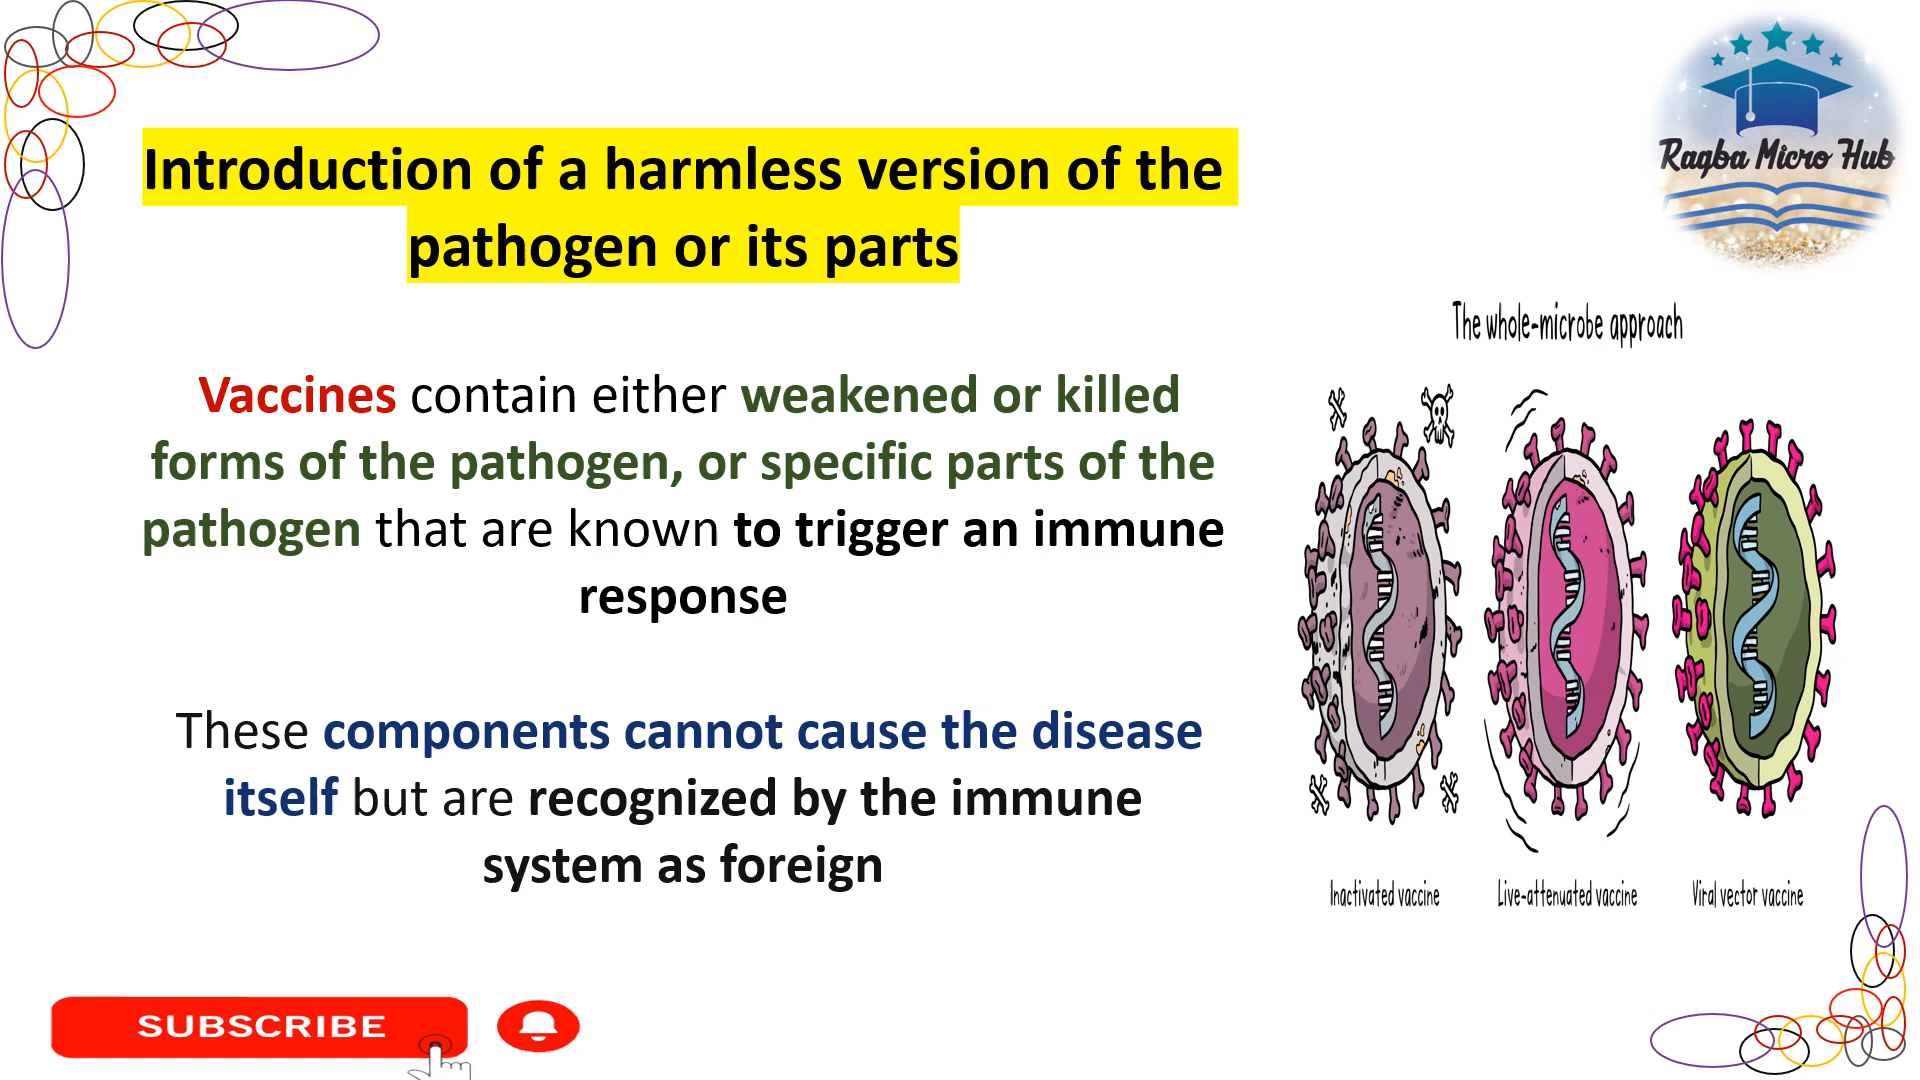 Ragba Micro Hub
Introduction of a harmless version of the
pathogen or its parts
Vaccines contain either weakened or killed
forms of the pathogen, or specific parts of the
pathogen that are known to trigger an immune
response
These components cannot cause the disease
itself but are recognized by the immune
system as foreign
The whole-microbe approach
Inactivated vaccine
Live-attenuated vaccine
Viral vector vaccine
SUBSCRIBE